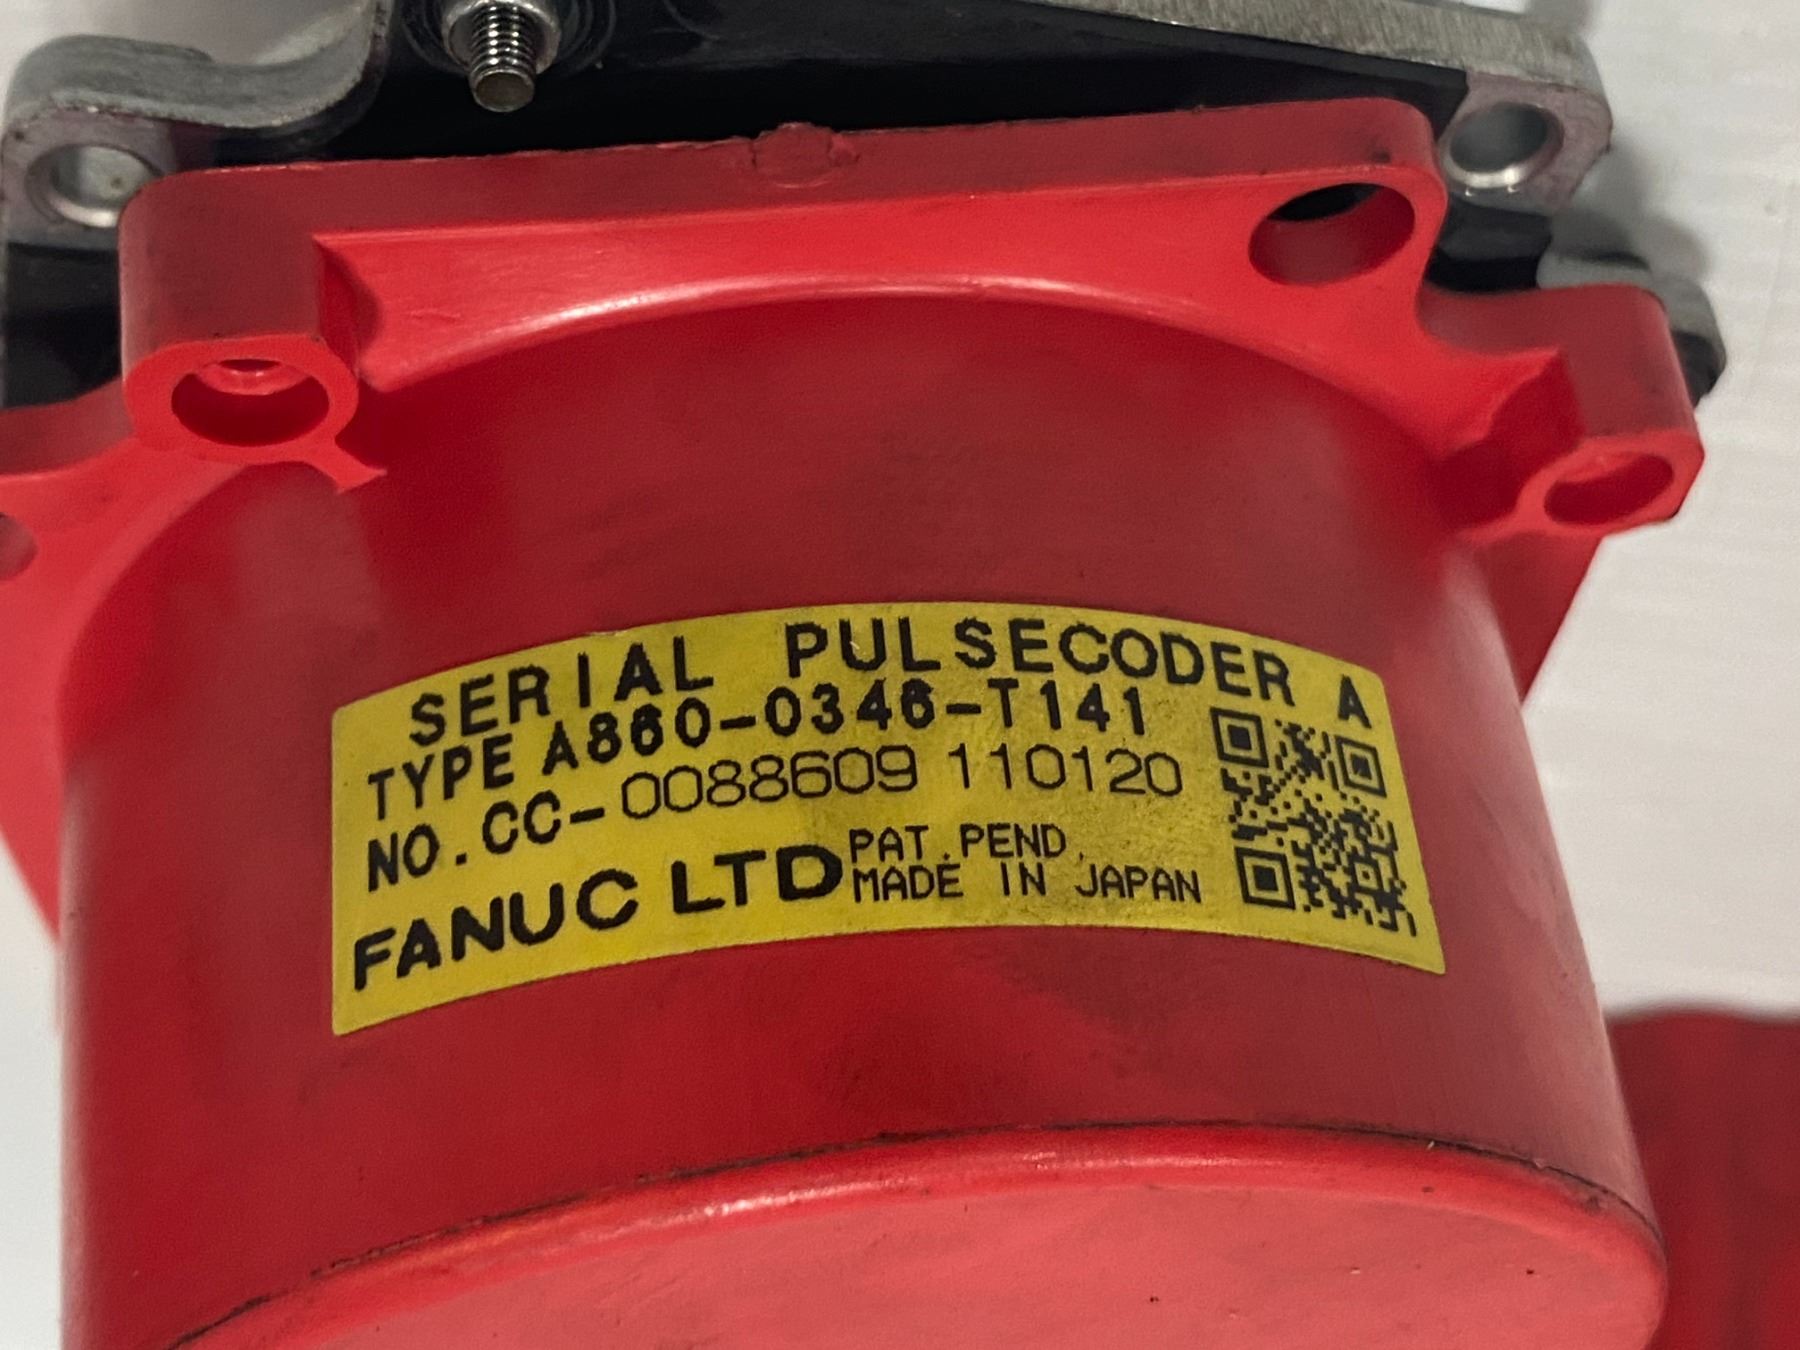 SERIAL PULSECODER A
TYPE A860-0346-T141
NO.CC-0088609 110120
FANUC LTD PAT.PEND.
MADE IN JAPAN